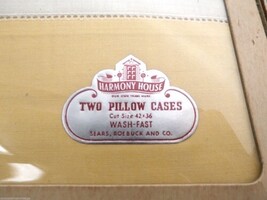 HARMONY HOUSE
TWO PILLOW CASES
Cut Size 42x36
WASH-FAST
SEARS, ROEBUCK AND CO.